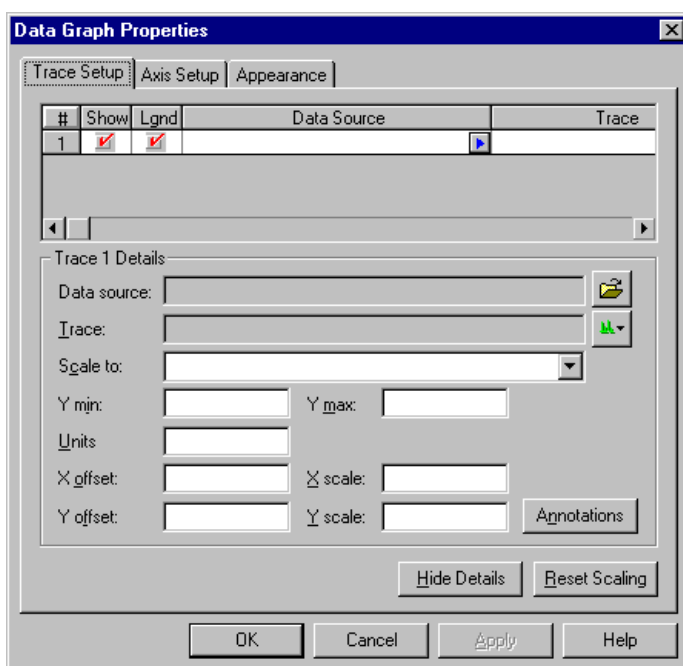 Data Graph Properties
Trace Setup Axis Setup Appearance
# Show Lgnd Data Source Trace
1
Trace 1 Details
Data source:
Trace:
Scale to:
Y min: Y max:
Units
X offset: X scale:
Y offset: Y scale: Annotations
Hide Details Reset Scaling
OK Cancel Apply Help